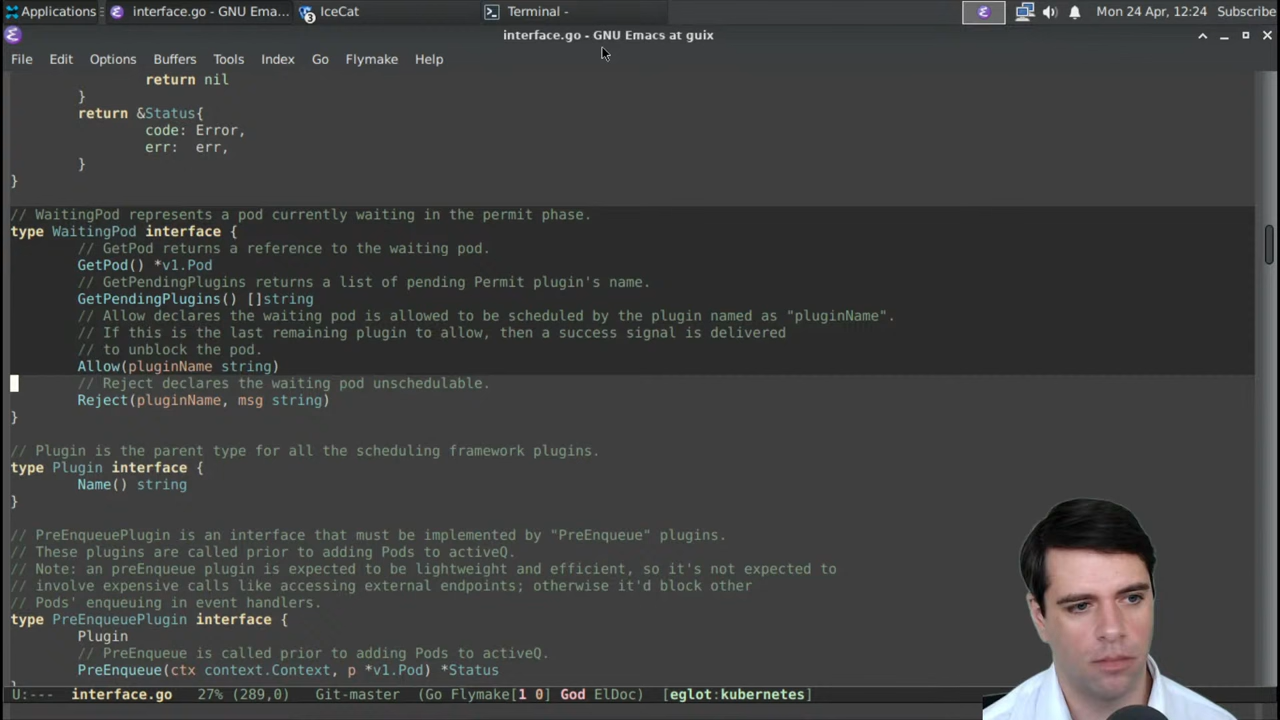 Applications
interface.go - GNU Ema...
3
IceCat
Terminal -
Mon 24 Apr, 12:24
Subscribe
interface.go - GNU Emacs at guix
File Edit Options Buffers Tools Index Go Flymake Help
return nil
}
return &Status{
code: Error,
err: err,
}
}
// WaitingPod represents a pod currently waiting in the permit phase.
type WaitingPod interface {
// GetPod returns a reference to the waiting pod.
GetPod() *v1.Pod
// GetPendingPlugins returns a list of pending Permit plugin's name.
GetPendingPlugins() []string
// Allow declares the waiting pod is allowed to be scheduled by the plugin named as "pluginName".
// If this is the last remaining plugin to allow, then a success signal is delivered
// to unblock the pod.
Allow(pluginName string)
// Reject declares the waiting pod unschedulable.
Reject(pluginName, msg string)
}
// Plugin is the parent type for all the scheduling framework plugins.
type Plugin interface {
Name() string
}
// PreEnqueuePlugin is an interface that must be implemented by "PreEnqueue" plugins.
// These plugins are called prior to adding Pods to activeQ.
// Note: an preEnqueue plugin is expected to be lightweight and efficient, so it's not expected to
// involve expensive calls like accessing external endpoints; otherwise it'd block other
// Pods' enqueuing in event handlers.
type PreEnqueuePlugin interface {
Plugin
// PreEnqueue is called prior to adding Pods to activeQ.
PreEnqueue(ctx context.Context, p *v1.Pod) *Status
U:--- interface.go 27% (289,0) Git-master (Go Flymake[1 0] God ElDoc) [eglot:kubernetes]